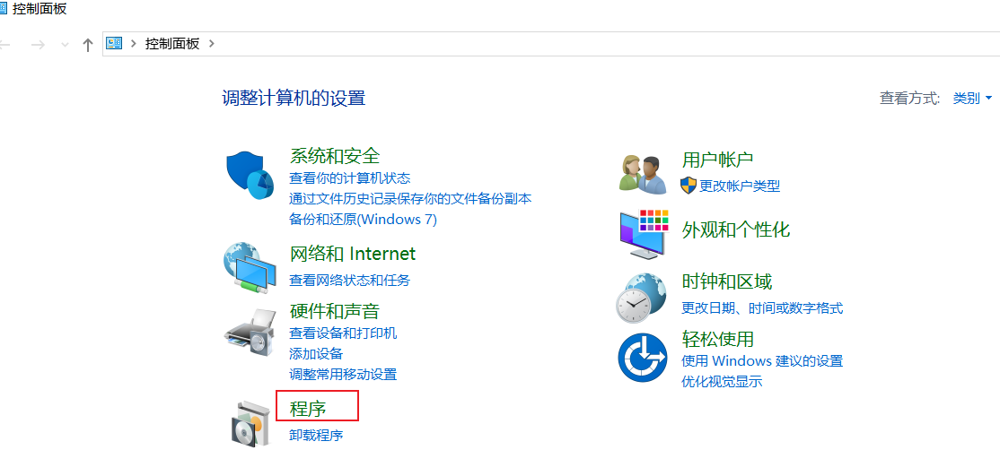 控制面板
控制面板
调整计算机的设置
查看方式: 类别
系统和安全
查看你的计算机状态
通过文件历史记录保存你的文件备份副本
备份和还原(Windows 7)
网络和 Internet
查看网络状态和任务
硬件和声音
查看设备和打印机
添加设备
调整常用移动设置
程序
卸载程序
用户帐户
更改帐户类型
外观和个性化
时钟和区域
更改日期、时间或数字格式
轻松使用
使用 Windows 建议的设置
优化视觉显示